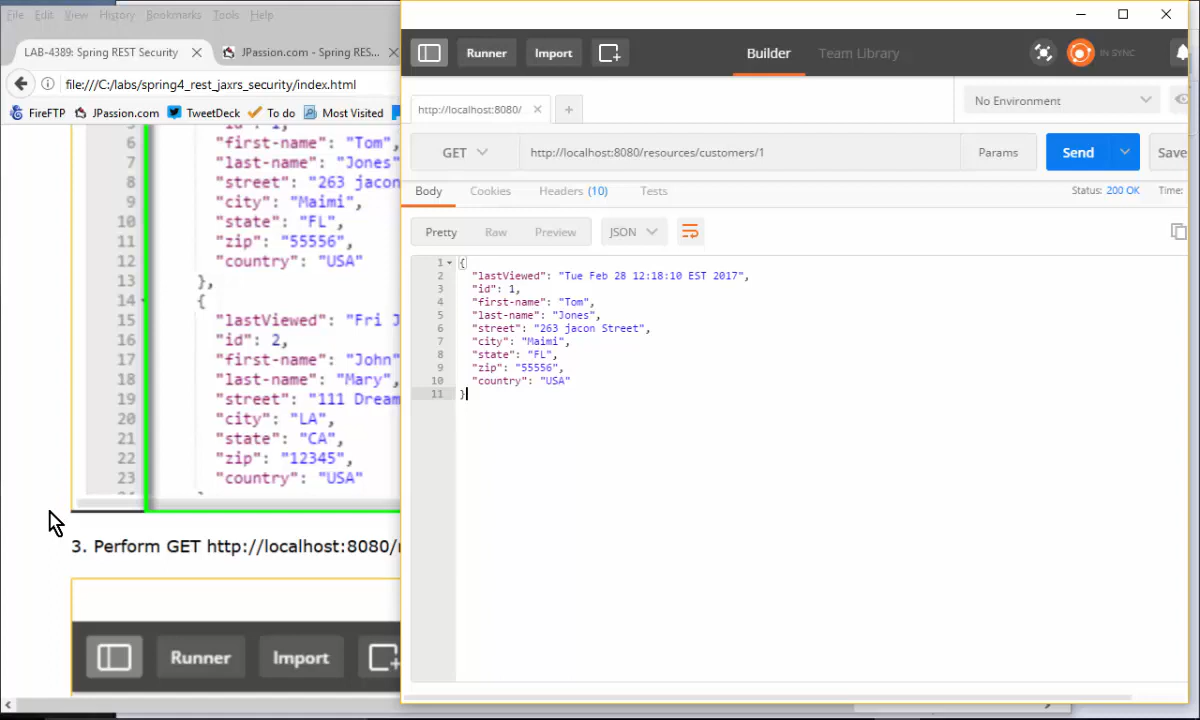 File Edit View History Bookmarks Tools Help
LAB-4389: Spring REST Security
JPassion.com - Spring RES...
file:///C:/labs/spring4_rest_jaxrs_security/index.html
FireFTP JPassion.com TweetDeck To do Most Visited
6 "first-name": "Tom",
7 "last-name": "Jones"
8 "street": "263 jacon
9 "city": "Maimi",
10 "state": "FL",
11 "zip": "55556",
12 "country": "USA"
13 },
14 {
15 "lastViewed": "Fri J
16 "id": 2,
17 "first-name": "John"
18 "last-name": "Mary",
19 "street": "111 Dream
20 "city": "LA",
21 "state": "CA",
22 "zip": "12345",
23 "country": "USA"
3. Perform GET http://localhost:8080/
Runner Import
Runner Import Builder Team Library IN SYNC
http://localhost:8080/
No Environment
GET http://localhost:8080/resources/customers/1 Params Send Save
Body Cookies Headers (10) Tests Status: 200 OK Time:
Pretty Raw Preview JSON
1 {
2 "lastViewed": "Tue Feb 28 12:18:10 EST 2017",
3 "id": 1,
4 "first-name": "Tom",
5 "last-name": "Jones",
6 "street": "263 jacon Street",
7 "city": "Maimi",
8 "state": "FL",
9 "zip": "55556",
10 "country": "USA"
11 }